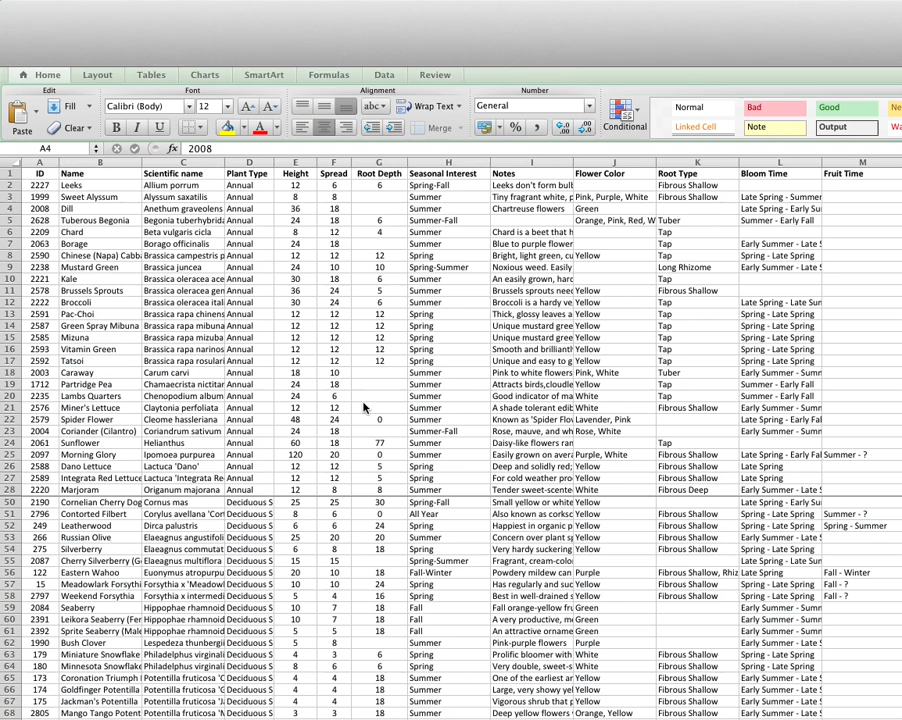 Home Layout Tables Charts SmartArt Formulas Data Review
Edit Font Alignment Number
Fill Calibri (Body) 12 A A abc Wrap Text General Normal Bad Good
Paste Clear B I U A Merge % , Conditional Linked Cell Note Output
A4 2008
A B C D E F G H I J K L M
1 ID Name Scientific name Plant Type Height Spread Root Depth Seasonal Interest Notes Flower Color Root Type Bloom Time Fruit Time
2 2227 Leeks Allium porrum Annual 12 6 6 Spring-Fall Leeks don't form bulb Fibrous Shallow
3 1999 Sweet Alyssum Alyssum saxatilis Annual 8 8 Summer Tiny fragrant white, p Pink, Purple, White Fibrous Shallow Late Spring - Summe
4 2008 Dill Anethum graveolens Annual 36 18 Summer Chartreuse flowers Green Late Spring - Early Su
5 2628 Tuberous Begonia Begonia tuberhybrida Annual 24 18 6 Summer-Fall Orange, Pink, Red, W Tuber Summer - Early Fall
6 2209 Chard Beta vulgaris cicla Annual 8 12 4 Summer Chard is a beet that h Tap
7 2063 Borage Borago officinalis Annual 24 18 Summer Blue to purple flower Tap Early Summer - Late S
8 2590 Chinese (Napa) Cabba Brassica campestris p Annual 12 12 12 Spring Bright, light green, cu Yellow Tap Spring - Late Spring
9 2238 Mustard Green Brassica juncea Annual 24 10 10 Spring-Summer Noxious weed. Easily Long Rhizome Early Summer - Late S
10 2221 Kale Brassica oleracea ace Annual 30 18 6 Summer An easily grown, hard Tap
11 2578 Brussels Sprouts Brassica oleracea gen Annual 36 24 5 Summer Brussels sprouts need Yellow Fibrous Shallow
12 2222 Broccoli Brassica oleracea ital Annual 30 24 6 Summer Broccoli is a hardy ve Yellow Tap Late Spring - Late Sum
13 2591 Pac-Choi Brassica rapa chinens Annual 12 12 12 Spring Thick, glossy leaves a Yellow Tap Spring - Late Spring
14 2587 Green Spray Mibuna Brassica rapa mibuna Annual 12 12 12 Spring Unique mustard gree Yellow Tap Spring - Late Spring
15 2585 Mizuna Brassica rapa mizuba Annual 12 12 12 Spring Unique mustard gree Yellow Tap Spring - Late Spring
16 2593 Vitamin Green Brassica rapa narinos Annual 12 12 12 Spring Smooth and brilliantl Yellow Tap Spring - Late Spring
17 2592 Tatsoi Brassica rapa rosulari Annual 12 12 12 Spring Unique and easy to g Yellow Tap Spring - Late Spring
18 2003 Caraway Carum carvi Annual 18 10 Summer Pink to white flowers Pink, White Tuber Early Summer - Summ
19 1712 Partridge Pea Chamaecrista nictitar Annual 24 18 Summer Attracts birds,cloudle Yellow Tap Summer - Early Fall
20 2235 Lambs Quarters Chenopodium album Annual 24 6 Summer Good indicator of ma White Tap Early Summer - Early
21 2576 Miner's Lettuce Claytonia perfoliata Annual 12 12 Summer A shade tolerant edib White Fibrous Shallow Early Summer - Late S
22 2579 Spider Flower Cleome hassleriana Annual 48 24 0 Summer Known as 'Spider Flov Lavender, Pink
23 2004 Coriander (Cilantro) Coriandrum sativum Annual 24 18 Summer-Fall Rose, mauve, and wh Rose, White Early Summer - Summ
24 2061 Sunflower Helianthus Annual 60 18 77 Summer Daisy-like flowers ran Tap
25 2097 Morning Glory Ipomoea purpurea Annual 120 20 0 Summer Easily grown on avera Purple, White Fibrous Shallow Late Spring - Early Fal Summer - ?
26 2588 Dano Lettuce Lactuca 'Dano' Annual 12 12 5 Spring Deep and solidly red; Yellow Fibrous Shallow Late Spring
27 2589 Integrata Red Lettuce Lactuca 'Integrata Re Annual 12 12 5 Spring For cold weather pro Yellow Fibrous Shallow Late Spring
28 2220 Marjoram Origanum majorana Annual 12 8 8 Summer Tender sweet-scente White Fibrous Deep Early Summer - Late S
50 2190 Cornelian Cherry Dog Cornus mas Deciduous S 25 25 30 Spring-Fall Small yellow or white Yellow Late Spring - Early Su
51 2796 Contorted Filbert Corylus avellana 'Cont Deciduous S 8 6 0 All Year Also known as corksc Yellow Fibrous Shallow Spring - Late Spring Summer - ?
52 249 Leatherwood Dirca palustris Deciduous S 6 6 24 Spring Happiest in organic p Yellow Fibrous Shallow Spring - Late Spring Spring - Summer
53 266 Russian Olive Elaeagnus angustifoli Deciduous S 25 20 20 Summer Concern over plant s Yellow Fibrous Shallow Early Summer - Summ
54 275 Silverberry Elaeagnus commutat Deciduous S 6 8 18 Spring Very hardy suckering Yellow Fibrous Shallow Spring - Late Spring
55 2087 Cherry Silverberry (G Elaeagnus multiflora Deciduous S 15 15 Spring-Summer Fragrant, cream-color Spring - Late Summe
56 122 Eastern Wahoo Euonymus atropurpu Deciduous S 20 10 18 Fall-Winter Powdery mildew can Purple Fibrous Shallow, Rhiz Late Spring Fall - Winter
57 15 Meadowlark Forsythi Forsythia x 'Meadowl Deciduous S 10 10 24 Spring Has regularly and suc Yellow Fibrous Shallow Spring - Late Spring Fall - ?
58 2797 Weekend Forsythia Forsythia x intermedi Deciduous S 5 4 16 Spring Best in well-drained s Yellow Fibrous Shallow Spring - Late Spring Fall - ?
59 2084 Seaberry Hippophae rhamnoid Deciduous S 10 7 18 Fall Fall orange-yellow fru Green Early Summer - Summ
60 2391 Leikora Seaberry (Fer Hippophae rhamnoid Deciduous S 10 7 18 Fall A very productive, me Green Early Summer - Summ
61 2392 Sprite Seaberry (Male Hippophae rhamnoid Deciduous S 5 5 18 Fall An attractive orname Green Early Summer - Summ
62 1990 Bush Clover Lespedeza thunbergii Deciduous S 5 8 Summer Pink-purple flowers Purple Early Summer - Late S
63 179 Miniature Snowflake Philadelphus virginali Deciduous S 4 3 6 Spring Prolific bloomer with White Fibrous Shallow Spring - Late Spring
64 180 Minnesota Snowflake Philadelphus virginali Deciduous S 8 6 6 Spring Very double, sweet-s White Fibrous Shallow Spring - Late Spring
65 173 Coronation Triumph Potentilla fruticosa 'C Deciduous S 4 4 18 Summer One of the earliest ar Yellow Fibrous Shallow Early Summer - Late S
66 174 Goldfinger Potentilla Potentilla fruticosa 'G Deciduous S 4 4 18 Summer Large, very showy yel Yellow Fibrous Shallow Early Summer - Late S
67 175 Jackman's Potentilla Potentilla fruticosa 'J Deciduous S 4 4 18 Summer Vigorous shrub that p Yellow Fibrous Shallow Early Summer - Late S
68 2805 Mango Tango Potent Potentilla fruticosa 'M Deciduous S 3 3 18 Summer Deep yellow flowers Orange, Yellow Fibrous Shallow Early Summer - Late S